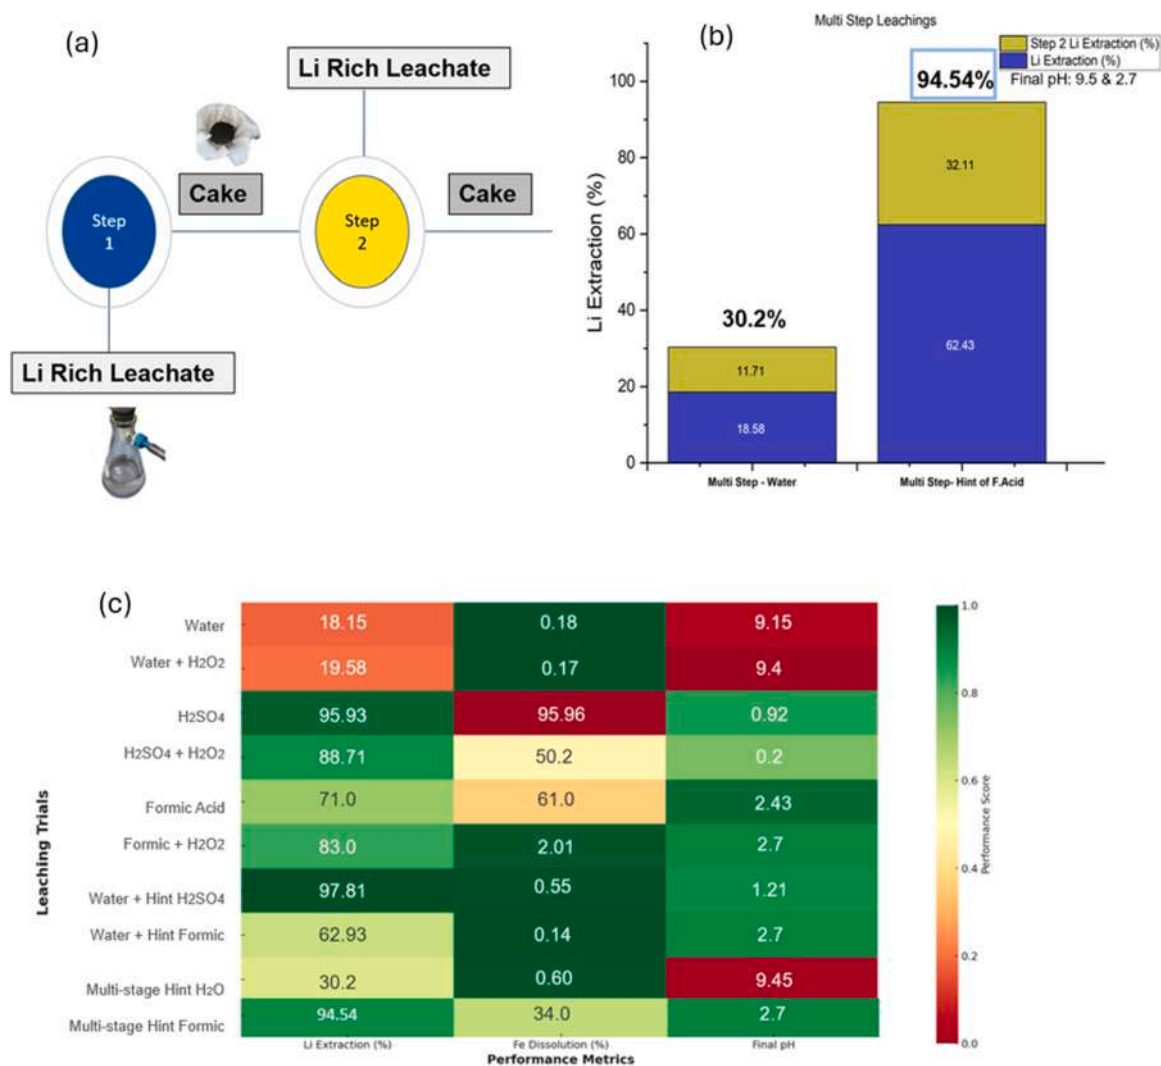 (a)
Li Rich Leachate
Cake
Cake
Step
1
Step
2
Li Rich Leachate
(b)
Multi Step Leachings
Step 2 Li Extraction (%)
Li Extraction (%)
Final pH: 9.5 & 2.7
94.54%
32.11
62.43
30.2%
11.71
18.58
Li Extraction (%)
100
80
60
40
20
0
Multi Step - Water
Multi Step- Hint of F.Acid
(c)
Leaching Trials
Water 18.15 0.18 9.15
Water + H2O2 19.58 0.17 9.4
H2SO4 95.93 95.96 0.92
H2SO4 + H2O2 88.71 50.2 0.2
Formic Acid 71.0 61.0 2.43
Formic + H2O2 83.0 2.01 2.7
Water + Hint H2SO4 97.81 0.55 1.21
Water + Hint Formic 62.93 0.14 2.7
Multi-stage Hint H2O 30.2 0.60 9.45
Multi-stage Hint Formic 94.54 34.0 2.7
Li Extraction (%) Fe Dissolution (%) Final pH
Performance Metrics
1.0
0.8
0.6
0.4
0.2
0.0
Performance Score